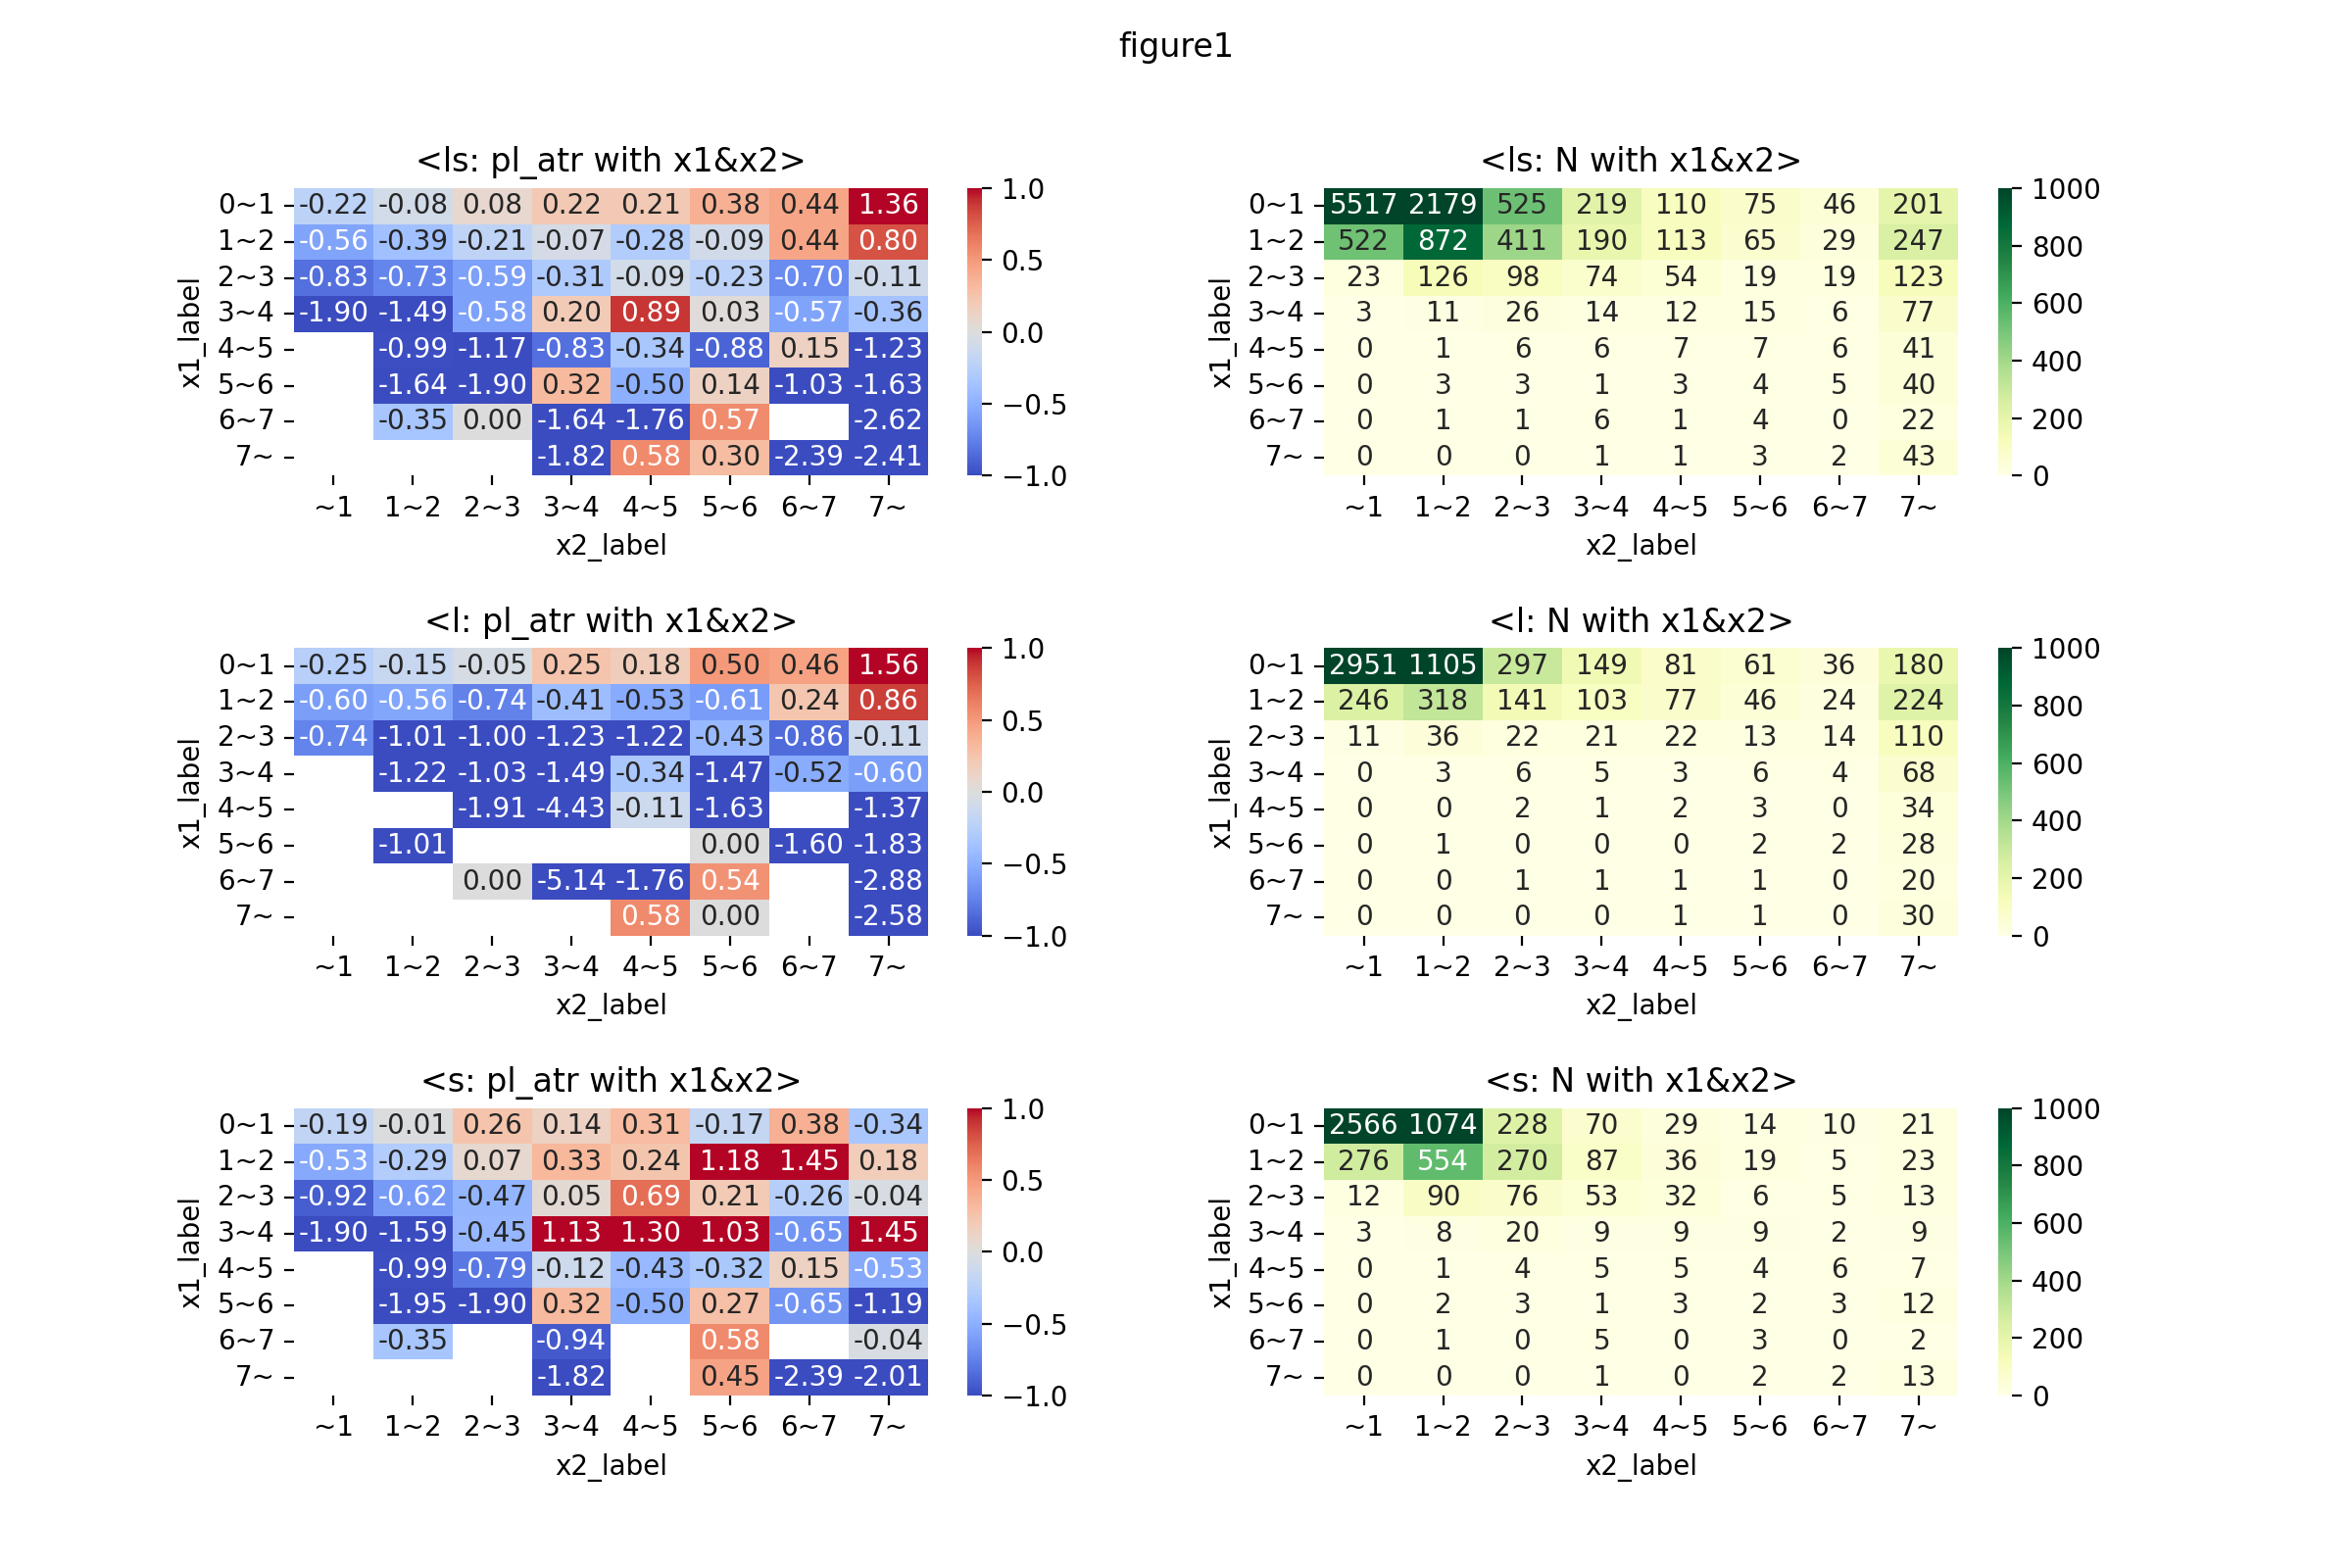 figure1
<ls: pl_atr with x1&x2>
x1_label
0~1 -0.22 -0.08 0.08 0.22 0.21 0.38 0.44 1.36
1~2 -0.56 -0.39 -0.21 -0.07 -0.28 -0.09 0.44 0.80
2~3 -0.83 -0.73 -0.59 -0.31 -0.09 -0.23 -0.70 -0.11
3~4 -1.90 -1.49 -0.58 0.20 0.89 0.03 -0.57 -0.36
4~5 -0.99 -1.17 -0.83 -0.34 -0.88 0.15 -1.23
5~6 -1.64 -1.90 0.32 -0.50 0.14 -1.03 -1.63
6~7 -0.35 0.00 -1.64 -1.76 0.57 -2.62
7~ -1.82 0.58 0.30 -2.39 -2.41
~1 1~2 2~3 3~4 4~5 5~6 6~7 7~
x2_label
1.0
0.5
0.0
−0.5
−1.0
<ls: N with x1&x2>
x1_label
0~1 5517 2179 525 219 110 75 46 201
1~2 522 872 411 190 113 65 29 247
2~3 23 126 98 74 54 19 19 123
3~4 3 11 26 14 12 15 6 77
4~5 0 1 6 6 7 7 6 41
5~6 0 3 3 1 3 4 5 40
6~7 0 1 1 6 1 4 0 22
7~ 0 0 0 1 1 3 2 43
~1 1~2 2~3 3~4 4~5 5~6 6~7 7~
x2_label
1000
800
600
400
200
0
<l: pl_atr with x1&x2>
x1_label
0~1 -0.25 -0.15 -0.05 0.25 0.18 0.50 0.46 1.56
1~2 -0.60 -0.56 -0.74 -0.41 -0.53 -0.61 0.24 0.86
2~3 -0.74 -1.01 -1.00 -1.23 -1.22 -0.43 -0.86 -0.11
3~4 -1.22 -1.03 -1.49 -0.34 -1.47 -0.52 -0.60
4~5 -1.91 -4.43 -0.11 -1.63 -1.37
5~6 -1.01 0.00 -1.60 -1.83
6~7 0.00 -5.14 -1.76 0.54 -2.88
7~ 0.58 0.00 -2.58
~1 1~2 2~3 3~4 4~5 5~6 6~7 7~
x2_label
1.0
0.5
0.0
−0.5
−1.0
<l: N with x1&x2>
x1_label
0~1 2951 1105 297 149 81 61 36 180
1~2 246 318 141 103 77 46 24 224
2~3 11 36 22 21 22 13 14 110
3~4 0 3 6 5 3 6 4 68
4~5 0 0 2 1 2 3 0 34
5~6 0 1 0 0 0 2 2 28
6~7 0 0 1 1 1 1 0 20
7~ 0 0 0 0 1 1 0 30
~1 1~2 2~3 3~4 4~5 5~6 6~7 7~
x2_label
1000
800
600
400
200
0
<s: pl_atr with x1&x2>
x1_label
0~1 -0.19 -0.01 0.26 0.14 0.31 -0.17 0.38 -0.34
1~2 -0.53 -0.29 0.07 0.33 0.24 1.18 1.45 0.18
2~3 -0.92 -0.62 -0.47 0.05 0.69 0.21 -0.26 -0.04
3~4 -1.90 -1.59 -0.45 1.13 1.30 1.03 -0.65 1.45
4~5 -0.99 -0.79 -0.12 -0.43 -0.32 0.15 -0.53
5~6 -1.95 -1.90 0.32 -0.50 0.27 -0.65 -1.19
6~7 -0.35 -0.94 0.58 -0.04
7~ -1.82 0.45 -2.39 -2.01
~1 1~2 2~3 3~4 4~5 5~6 6~7 7~
x2_label
1.0
0.5
0.0
−0.5
−1.0
<s: N with x1&x2>
x1_label
0~1 2566 1074 228 70 29 14 10 21
1~2 276 554 270 87 36 19 5 23
2~3 12 90 76 53 32 6 5 13
3~4 3 8 20 9 9 9 2 9
4~5 0 1 4 5 5 4 6 7
5~6 0 2 3 1 3 2 3 12
6~7 0 1 0 5 0 3 0 2
7~ 0 0 0 1 0 2 2 13
~1 1~2 2~3 3~4 4~5 5~6 6~7 7~
x2_label
1000
800
600
400
200
0